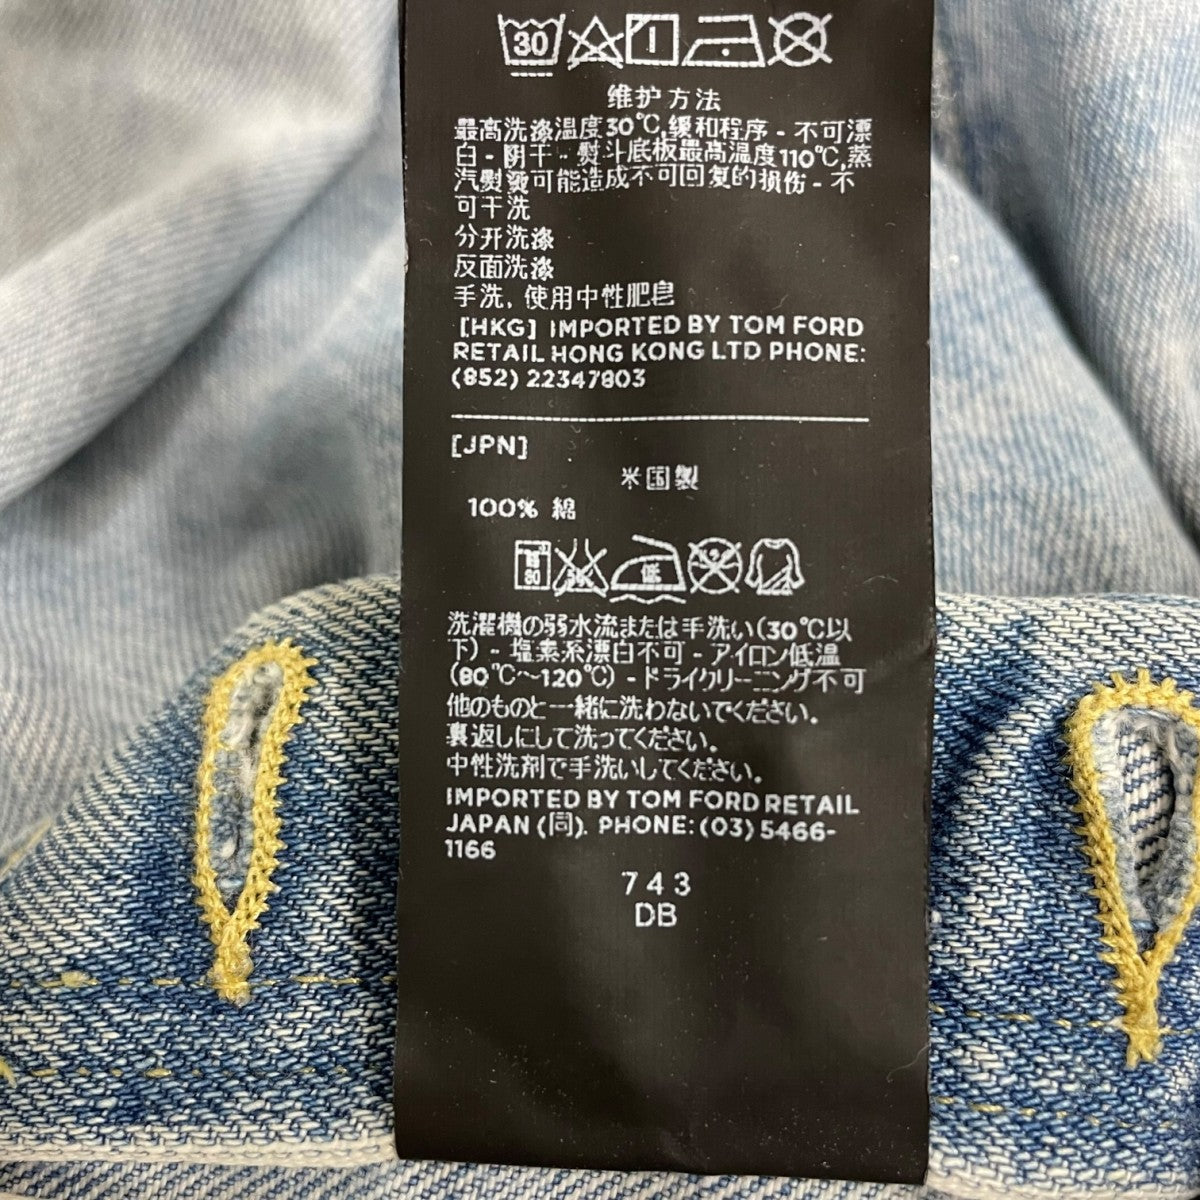 30
维护方法
最高洗涤温度30℃,缓和程序 - 不可漂
白 - 阴干 - 熨斗底板最高温度110℃,蒸
汽熨烫可能造成不可回复的损伤 - 不
可干洗
分开洗涤
反面洗涤
手洗, 使用中性肥皂
[HKG] IMPORTED BY TOM FORD
RETAIL HONG KONG LTD PHONE:
(852) 22347803
[JPN]
米国製
100% 綿
低
洗濯機の弱水流または手洗い(30℃以
下) - 塩素系漂白不可 - アイロン低温
(80℃~120℃) - ドライクリーニング不可
他のものと一緒に洗わないでください。
裏返しにして洗ってください。
中性洗剤で手洗いしてください。
IMPORTED BY TOM FORD RETAIL
JAPAN (同). PHONE: (03) 5466-
1166
743
DB